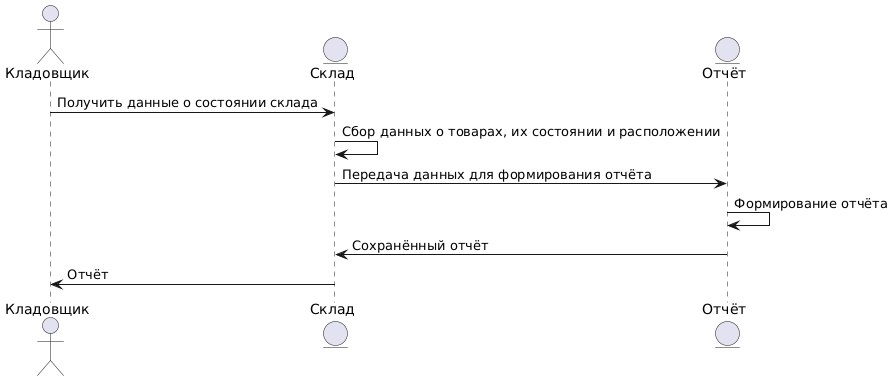 Кладовщик
Склад
Отчёт
Получить данные о состоянии склада
Сбор данных о товарах, их состоянии и расположении
Передача данных для формирования отчёта
Формирование отчёта
Сохранённый отчёт
Отчёт
Кладовщик
Склад
Отчёт